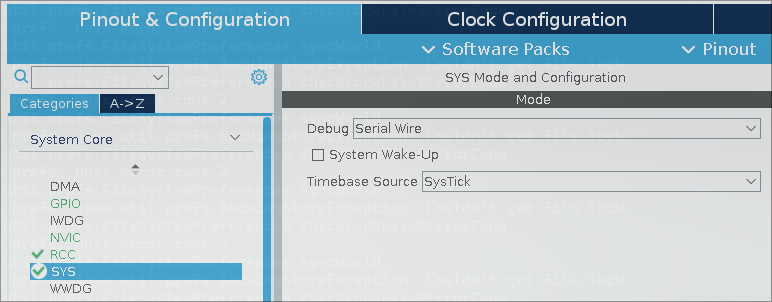 Pinout & Configuration
Clock Configuration
Software Packs
Pinout
SYS Mode and Configuration
Mode
Categories
A->Z
System Core
DMA
GPIO
IWDG
NVIC
RCC
SYS
WWDG
Debug Serial Wire
System Wake-Up
Timebase Source SysTick